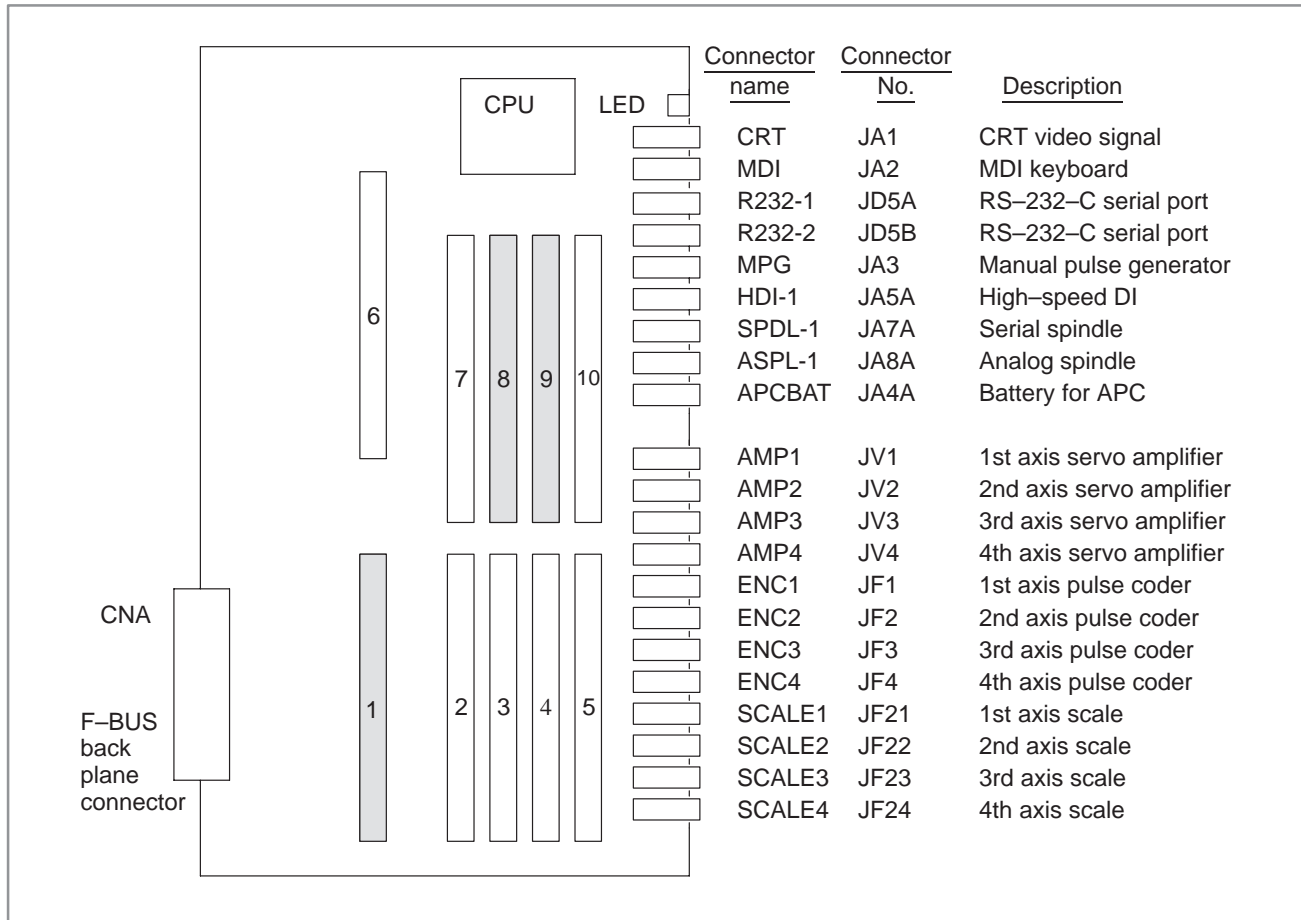 Connector name Connector No. Description
CPU LED
CRT JA1 CRT video signal
MDI JA2 MDI keyboard
R232-1 JD5A RS–232–C serial port
R232-2 JD5B RS–232–C serial port
MPG JA3 Manual pulse generator
HDI-1 JA5A High–speed DI
SPDL-1 JA7A Serial spindle
ASPL-1 JA8A Analog spindle
APCBAT JA4A Battery for APC
AMP1 JV1 1st axis servo amplifier
AMP2 JV2 2nd axis servo amplifier
AMP3 JV3 3rd axis servo amplifier
AMP4 JV4 4th axis servo amplifier
ENC1 JF1 1st axis pulse coder
ENC2 JF2 2nd axis pulse coder
ENC3 JF3 3rd axis pulse coder
ENC4 JF4 4th axis pulse coder
SCALE1 JF21 1st axis scale
SCALE2 JF22 2nd axis scale
SCALE3 JF23 3rd axis scale
SCALE4 JF24 4th axis scale
6
7 8 9 10
1
2 3 4 5
CNA
F–BUS
back
plane
connector